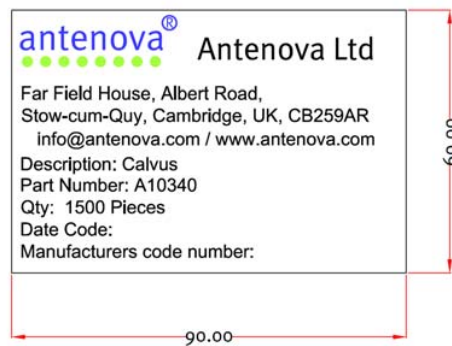 antenova®
Antenova Ltd
Far Field House, Albert Road,
Stow-cum-Quy, Cambridge, UK, CB259AR
info@antenova.com / www.antenova.com
Description: Calvus
Part Number: A10340
Qty: 1500 Pieces
Date Code:
Manufacturers code number:
90.00